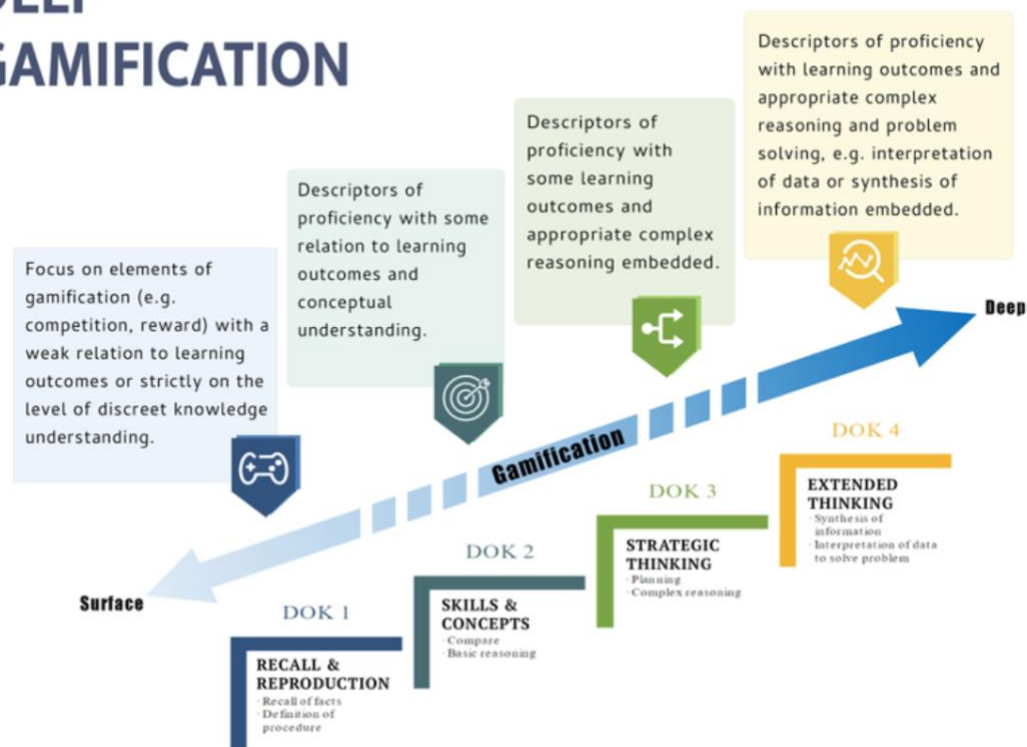 GAMIFICATION
Descriptors of proficiency
with learning outcomes and
appropriate complex
reasoning and problem
solving, e.g. interpretation
of data or synthesis of
information embedded.
Descriptors of
proficiency with
some learning
outcomes and
appropriate complex
reasoning embedded.
Descriptors of
proficiency with some
relation to learning
outcomes and
conceptual
understanding.
Focus on elements of
gamification (e.g.
competition, reward) with a
weak relation to learning
outcomes or strictly on the
level of discreet knowledge
understanding.
Deep
Gamification
Surface
DOK 1
RECALL &
REPRODUCTION
· Recall of facts
· Definition of
procedure
DOK 2
SKILLS &
CONCEPTS
· Compare
· Basic reasoning
DOK 3
STRATEGIC
THINKING
· Planning
· Complex reasoning
DOK 4
EXTENDED
THINKING
· Synthesis of
information
· Interpretation of data
to solve problem